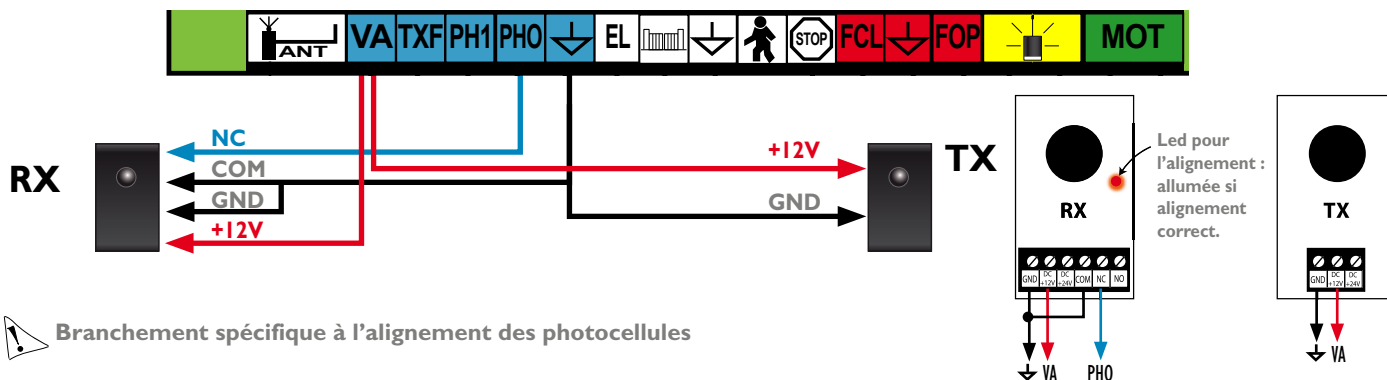 ANT VA TXF PH1 PH0 EL STOP FCL FOP MOT
RX
NC
COM
GND
+12V
+12V
GND
TX
RX
GND DC +12V DC +24V COM NC NO
VA PHO
Led pour
l'alignement :
allumée si
alignement
correct.
TX
GND DC +12V DC +24V
VA
Branchement spécifique à l'alignement des photocellules